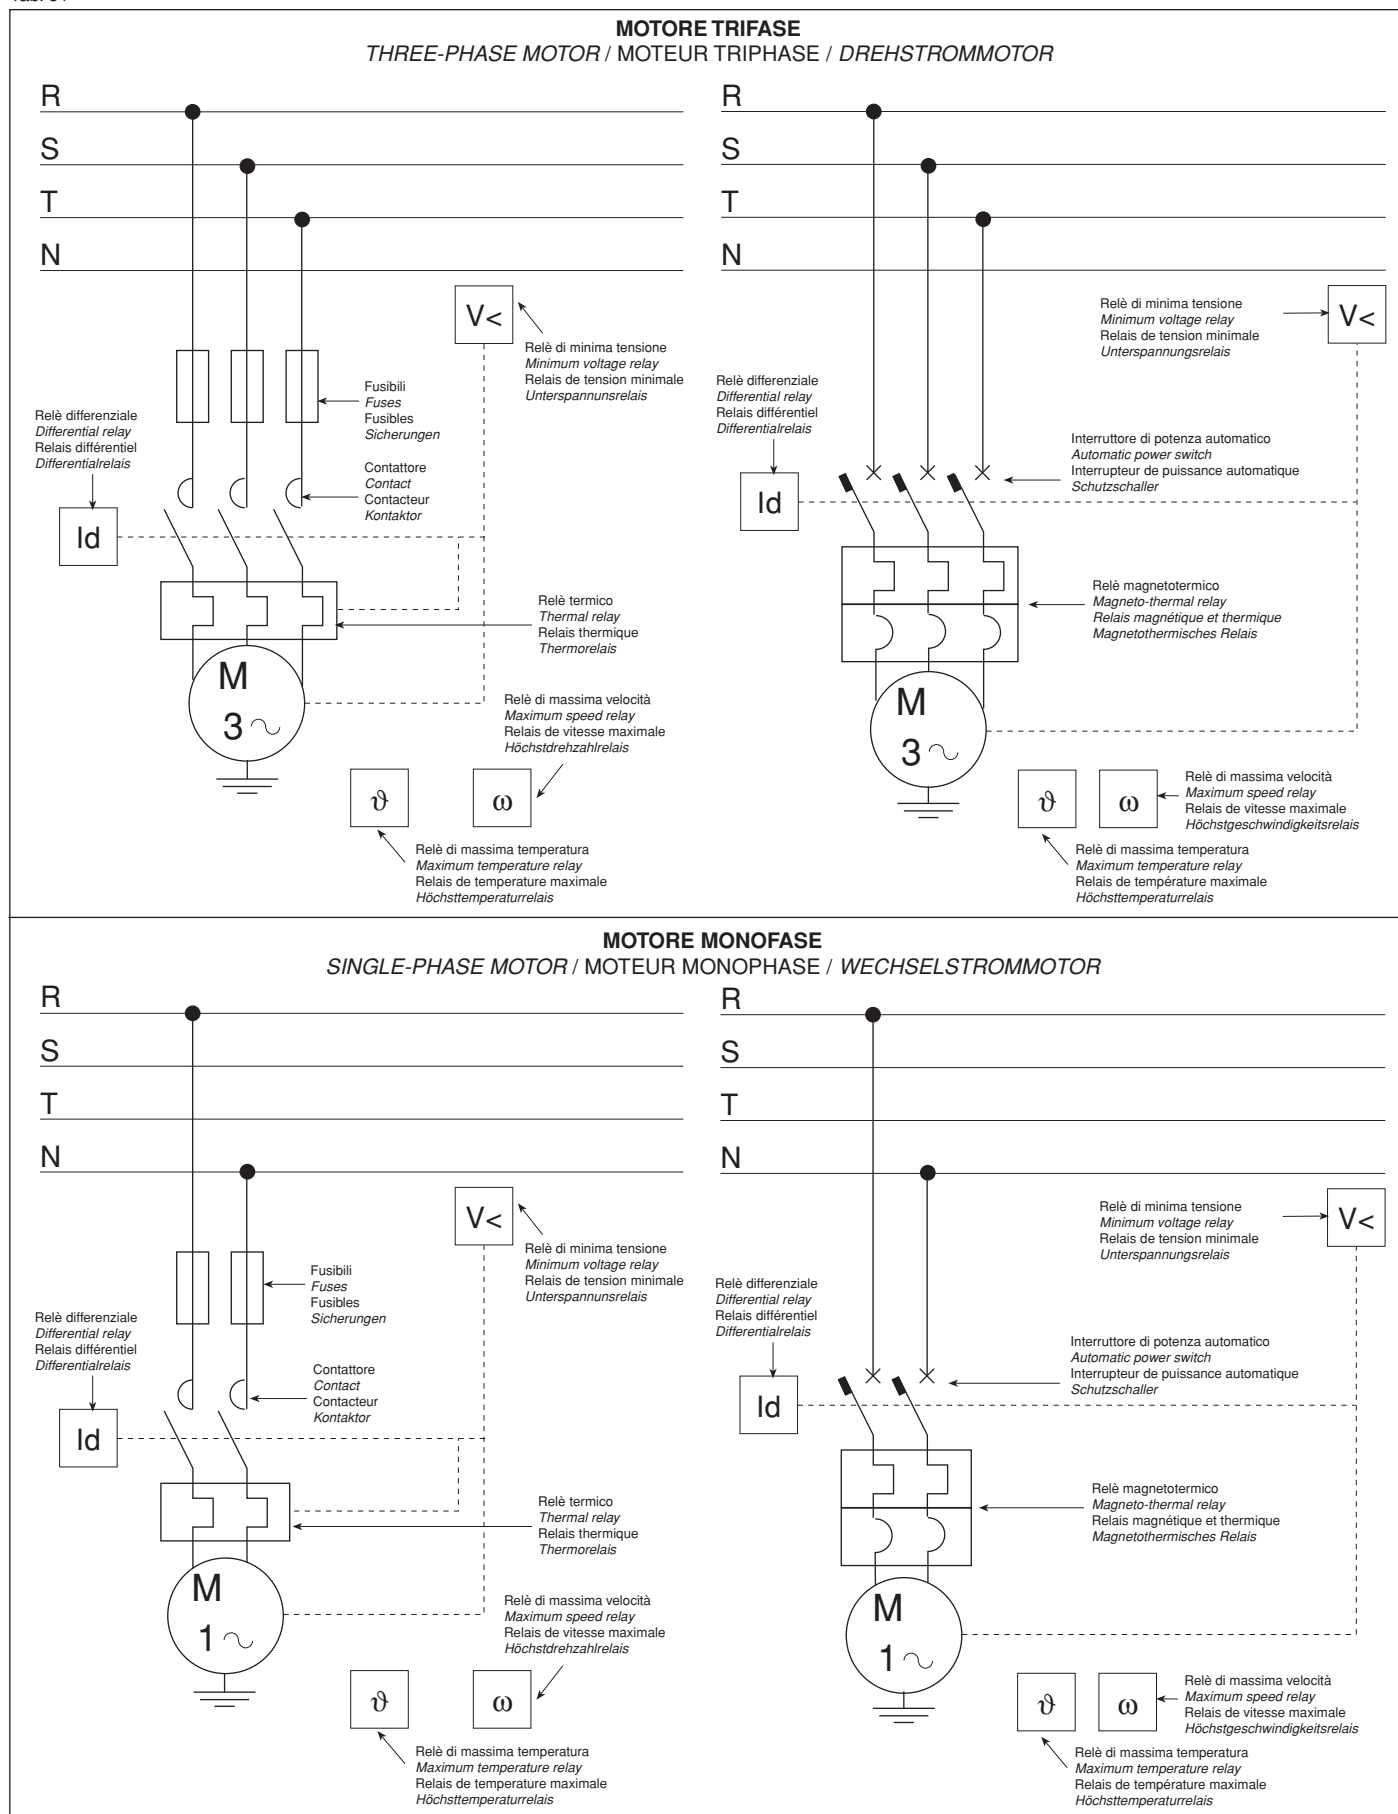 MOTORE TRIFASE
THREE-PHASE MOTOR / MOTEUR TRIPHASE / DREHSTROMMOTOR
R
S
T
N
V<
Relè di minima tensione
Minimum voltage relay
Relais de tension minimale
Unterspannunsrelais
Fusibili
Fuses
Fusibles
Sicherungen
Relè differenziale
Differential relay
Relais différentiel
Differentialrelais
Id
Contattore
Contact
Contacteur
Kontaktor
Relè termico
Thermal relay
Relais thermique
Thermorelais
M
3
Relè di massima velocità
Maximum speed relay
Relais de vitesse maximale
Höchstdrehzahlrelais
ϑ
ω
Relè di massima temperatura
Maximum temperature relay
Relais de temperature maximale
Höchsttemperaturrelais
R
S
T
N
Relè di minima tensione
Minimum voltage relay
Relais de tension minimale
Unterspannungsrelais
V<
Relè differenziale
Differential relay
Relais différentiel
Differentialrelais
Id
Interruttore di potenza automatico
Automatic power switch
Interrupteur de puissance automatique
Schutzschaller
Relè magnetotermico
Magneto-thermal relay
Relais magnétique et thermique
Magnetothermisches Relais
M
3
ϑ
ω
Relè di massima velocità
Maximum speed relay
Relais de vitesse maximale
Höchstgeschwindigkeitsrelais
Relè di massima temperatura
Maximum temperature relay
Relais de température maximale
Höchsttemperaturrelais
MOTORE MONOFASE
SINGLE-PHASE MOTOR / MOTEUR MONOPHASE / WECHSELSTROMMOTOR
R
S
T
N
V<
Relè di minima tensione
Minimum voltage relay
Relais de tension minimale
Unterspannunsrelais
Fusibili
Fuses
Fusibles
Sicherungen
Relè differenziale
Differential relay
Relais différentiel
Differentialrelais
Id
Contattore
Contact
Contacteur
Kontaktor
Relè termico
Thermal relay
Relais thermique
Thermorelais
M
1
Relè di massima velocità
Maximum speed relay
Relais de vitesse maximale
Höchstdrehzahlrelais
ϑ
ω
Relè di massima temperatura
Maximum temperature relay
Relais de temperature maximale
Höchsttemperaturrelais
R
S
T
N
Relè di minima tensione
Minimum voltage relay
Relais de tension minimale
Unterspannungsrelais
V<
Relè differenziale
Differential relay
Relais différentiel
Differentialrelais
Id
Interruttore di potenza automatico
Automatic power switch
Interrupteur de puissance automatique
Schutzschaller
Relè magnetotermico
Magneto-thermal relay
Relais magnétique et thermique
Magnetothermisches Relais
M
1
ϑ
ω
Relè di massima velocità
Maximum speed relay
Relais de vitesse maximale
Höchstgeschwindigkeitsrelais
Relè di massima temperatura
Maximum temperature relay
Relais de température maximale
Höchsttemperaturrelais